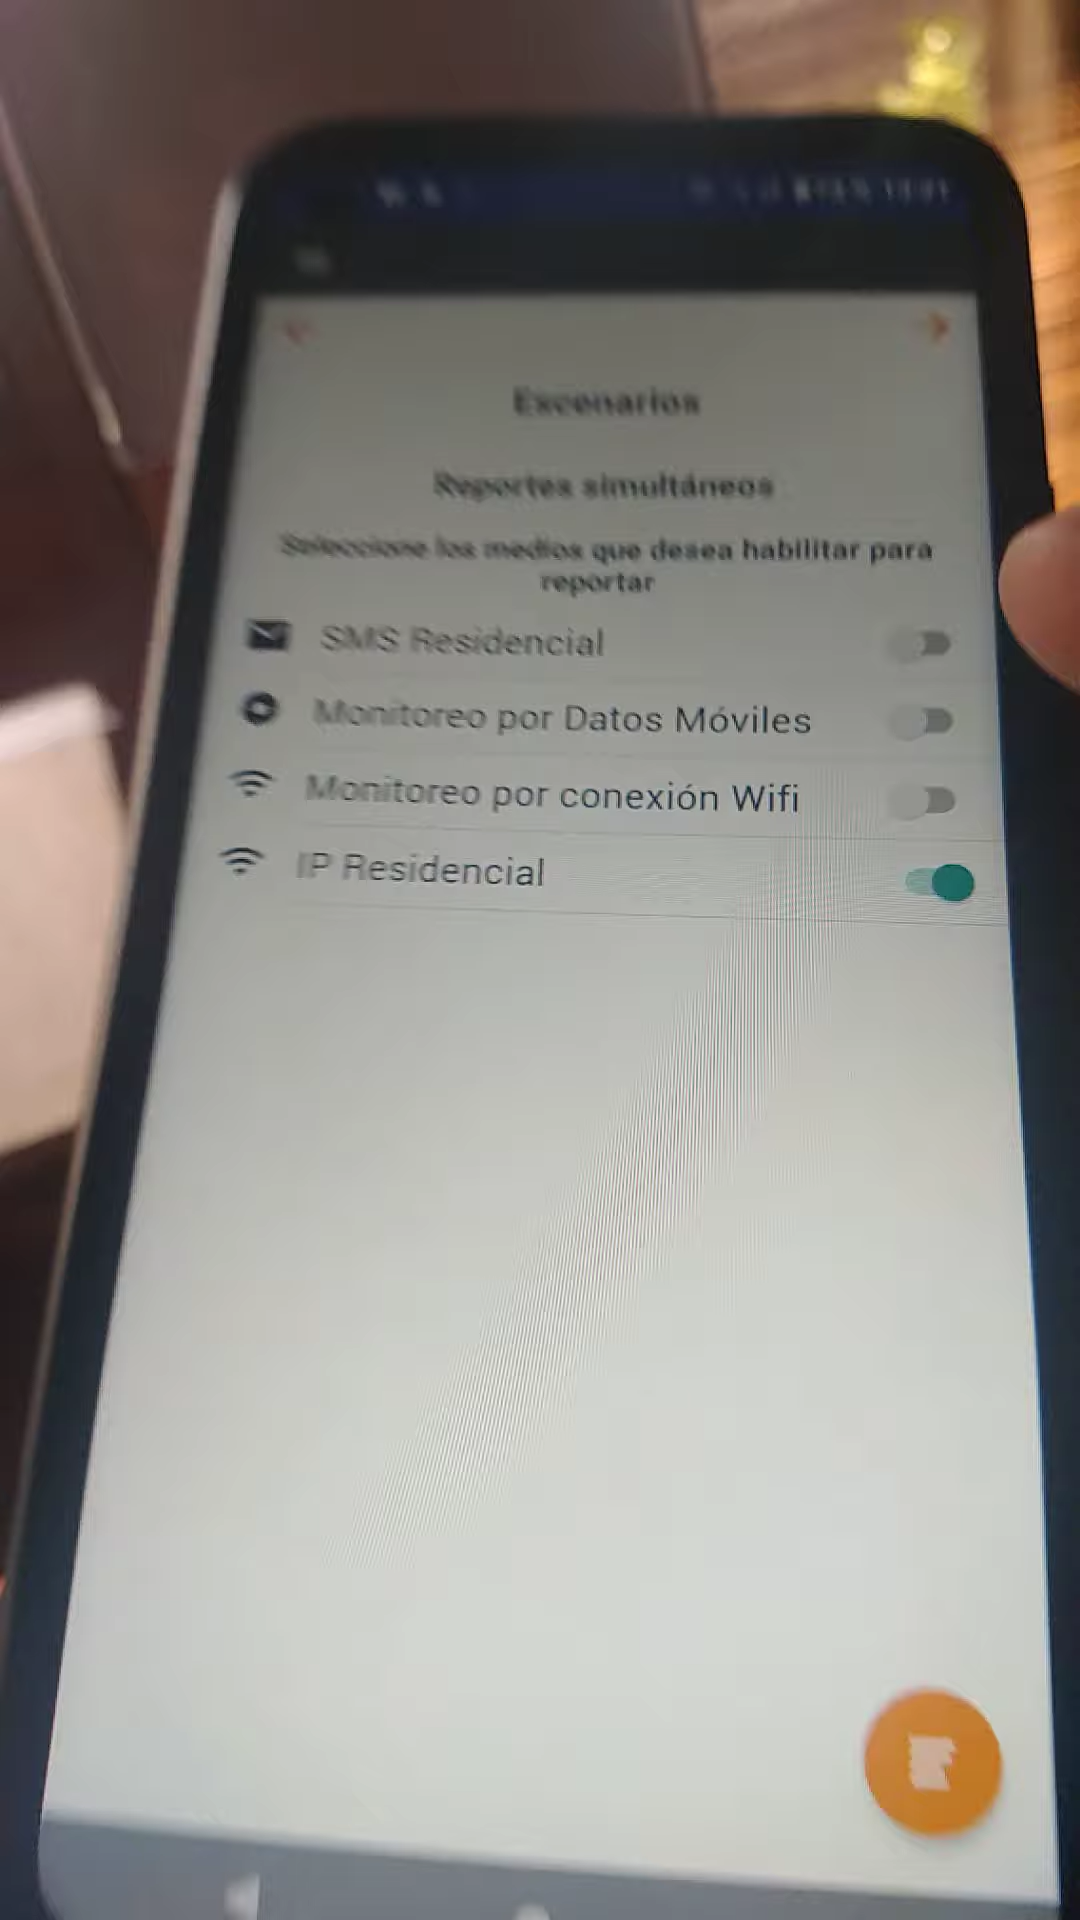 Escenarios
Reportes simultáneos
Seleccione los medios que desea habilitar para
reportar
SMS Residencial
Monitoreo por Datos Móviles
Monitoreo por conexión Wifi
IP Residencial